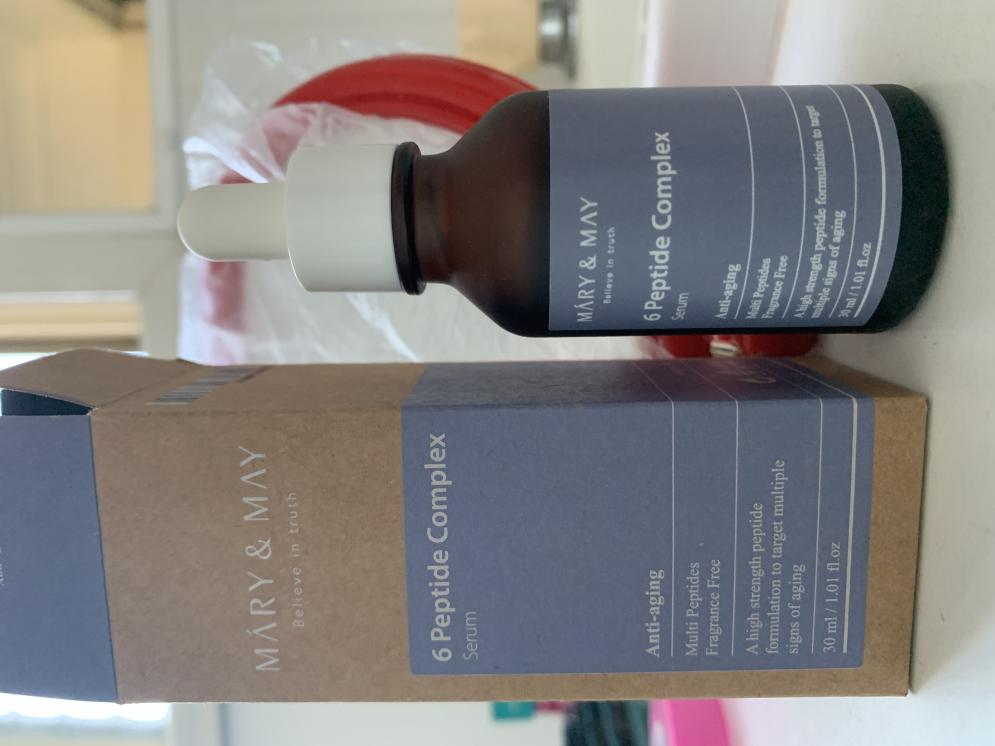 MÁRY & MAY
Believe in truth
6 Peptide Complex
Serum
Anti-aging
Multi Peptides
Fragrance Free
A high strength peptide
formulation to target multiple
signs of aging
30 ml / 1.01 fl.oz
MÁRY & MAY
Believe in truth
6 Peptide Complex
Serum
Anti-aging
Multi Peptides
Fragrance Free
A high strength peptide formulation to target
multiple signs of aging
30 ml / 1.01 fl.oz